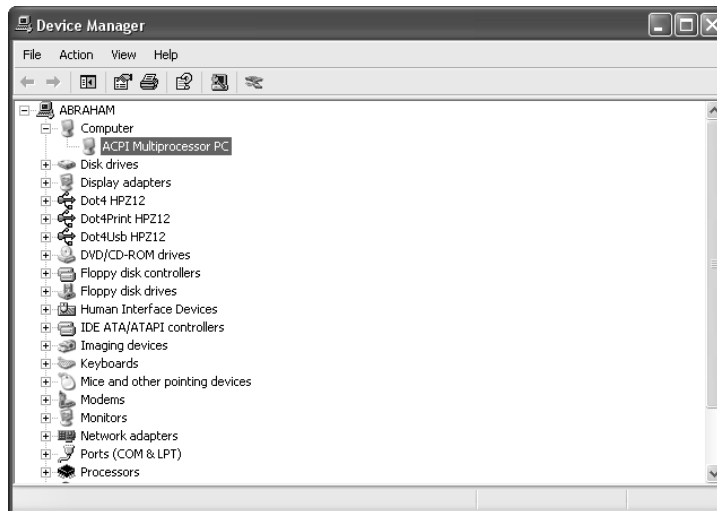 Device Manager
File Action View Help
ABRAHAM
Computer
ACPI Multiprocessor PC
Disk drives
Display adapters
Dot4 HPZ12
Dot4Print HPZ12
Dot4Usb HPZ12
DVD/CD-ROM drives
Floppy disk controllers
Floppy disk drives
Human Interface Devices
IDE ATA/ATAPI controllers
Imaging devices
Keyboards
Mice and other pointing devices
Modems
Monitors
Network adapters
Ports (COM & LPT)
Processors